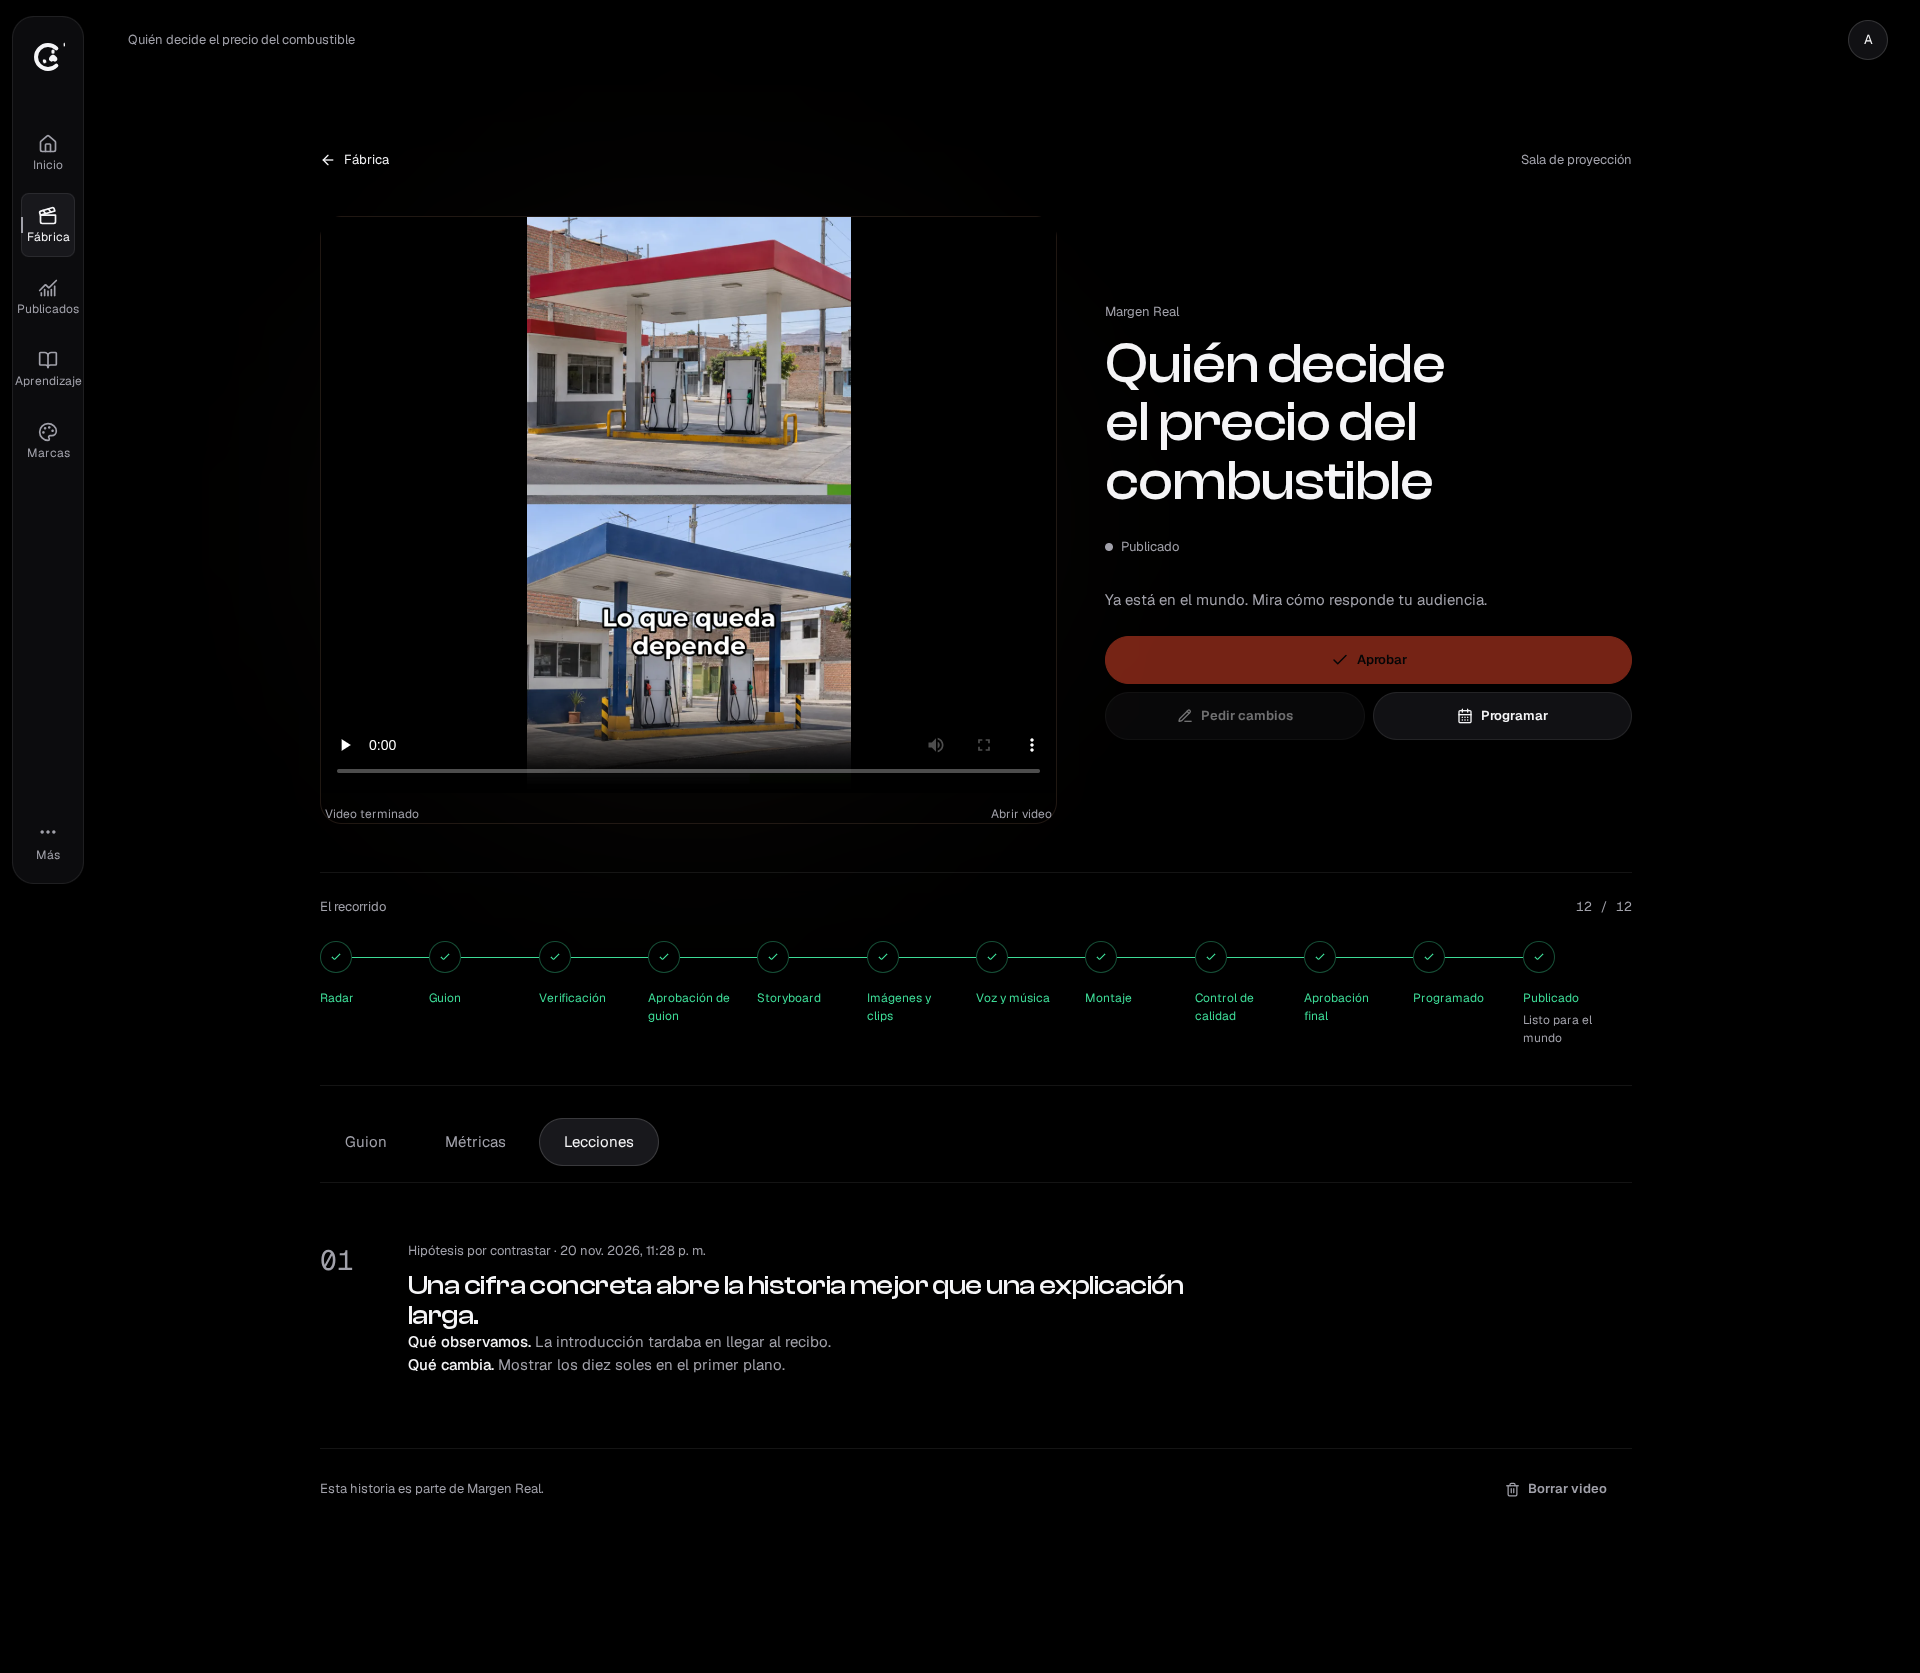 Quién decide el precio del combustible
A
Inicio
Fábrica
Publicados
Aprendizaje
Marcas
Más
Fábrica
Sala de proyección
Lo que queda
depende
0:00
Video terminado
Abrir video
Margen Real
Quién decide
el precio del
combustible
Publicado
Ya está en el mundo. Mira cómo responde tu audiencia.
Aprobar
Pedir cambios
Programar
El recorrido
12 / 12
Radar
Guion
Verificación
Aprobación de
guion
Storyboard
Imágenes y
clips
Voz y música
Montaje
Control de
calidad
Aprobación
final
Programado
Publicado
Listo para el
mundo
Guion
Métricas
Lecciones
01
Hipótesis por contrastar · 20 nov. 2026, 11:28 p. m.
Una cifra concreta abre la historia mejor que una explicación
larga.
Qué observamos. La introducción tardaba en llegar al recibo.
Qué cambia. Mostrar los diez soles en el primer plano.
Esta historia es parte de Margen Real.
Borrar video